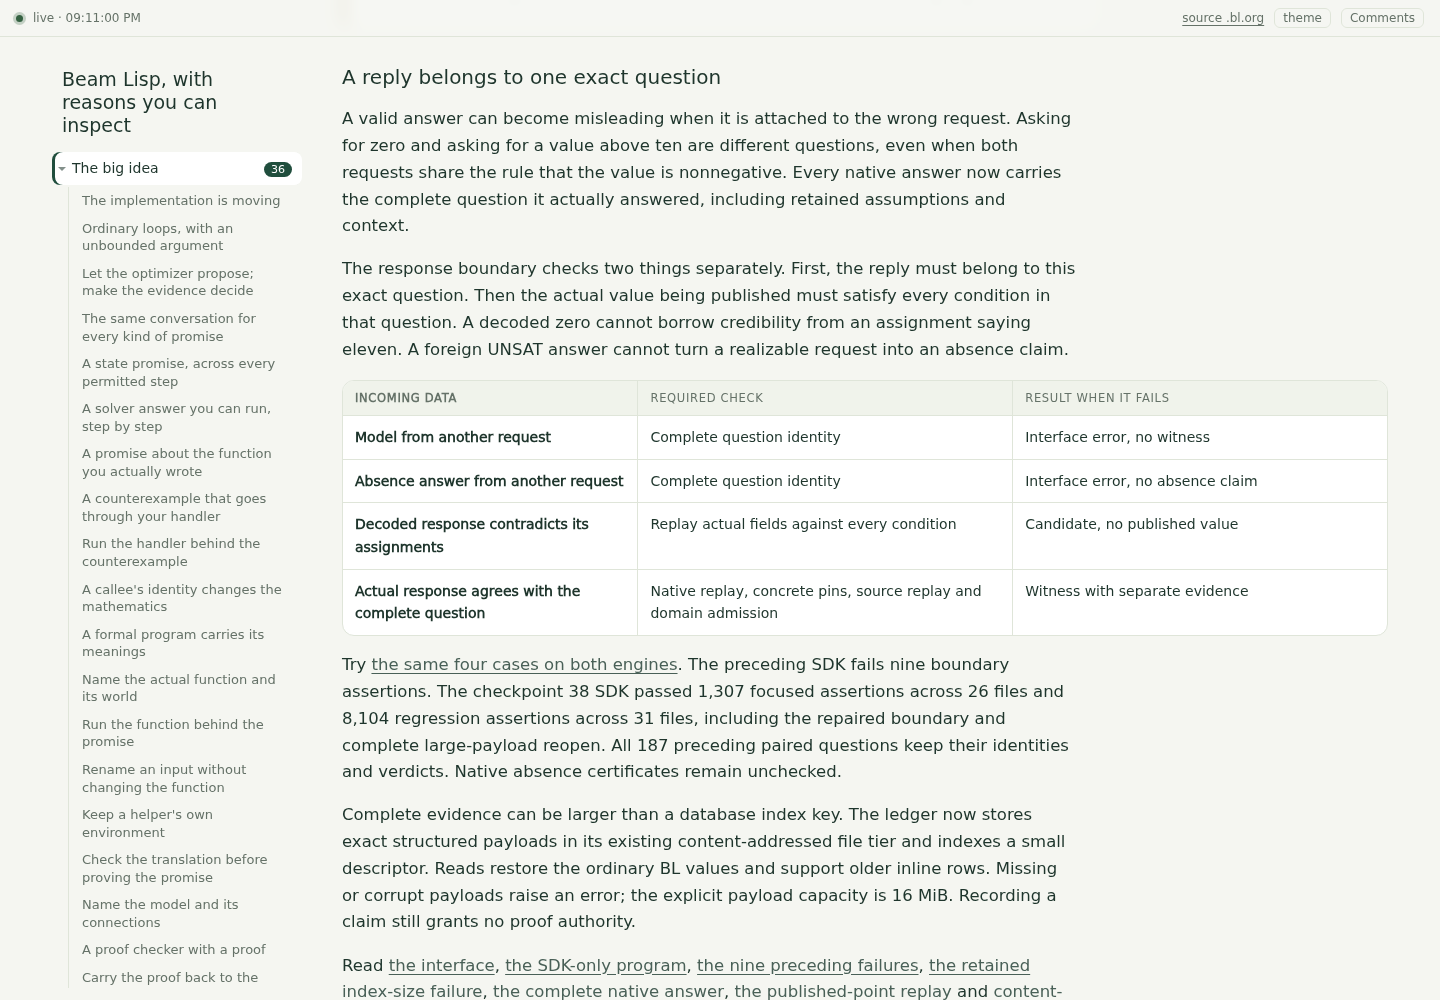 live · 09:11:00 PM
source .bl.org
theme
Comments
Beam Lisp, with
reasons you can
inspect
The big idea
36
The implementation is moving
Ordinary loops, with an
unbounded argument
Let the optimizer propose;
make the evidence decide
The same conversation for
every kind of promise
A state promise, across every
permitted step
A solver answer you can run,
step by step
A promise about the function
you actually wrote
A counterexample that goes
through your handler
Run the handler behind the
counterexample
A callee's identity changes the
mathematics
A formal program carries its
meanings
Name the actual function and
its world
Run the function behind the
promise
Rename an input without
changing the function
Keep a helper's own
environment
Check the translation before
proving the promise
Name the model and its
connections
A proof checker with a proof
Carry the proof back to the
A reply belongs to one exact question
A valid answer can become misleading when it is attached to the wrong request. Asking
for zero and asking for a value above ten are different questions, even when both
requests share the rule that the value is nonnegative. Every native answer now carries
the complete question it actually answered, including retained assumptions and
context.
The response boundary checks two things separately. First, the reply must belong to this
exact question. Then the actual value being published must satisfy every condition in
that question. A decoded zero cannot borrow credibility from an assignment saying
eleven. A foreign UNSAT answer cannot turn a realizable request into an absence claim.
INCOMING DATA
REQUIRED CHECK
RESULT WHEN IT FAILS
Model from another request
Complete question identity
Interface error, no witness
Absence answer from another request
Complete question identity
Interface error, no absence claim
Decoded response contradicts its
assignments
Replay actual fields against every condition
Candidate, no published value
Actual response agrees with the
complete question
Native replay, concrete pins, source replay and
domain admission
Witness with separate evidence
Try the same four cases on both engines. The preceding SDK fails nine boundary
assertions. The checkpoint 38 SDK passed 1,307 focused assertions across 26 files and
8,104 regression assertions across 31 files, including the repaired boundary and
complete large-payload reopen. All 187 preceding paired questions keep their identities
and verdicts. Native absence certificates remain unchecked.
Complete evidence can be larger than a database index key. The ledger now stores
exact structured payloads in its existing content-addressed file tier and indexes a small
descriptor. Reads restore the ordinary BL values and support older inline rows. Missing
or corrupt payloads raise an error; the explicit payload capacity is 16 MiB. Recording a
claim still grants no proof authority.
Read the interface, the SDK-only program, the nine preceding failures, the retained
index-size failure, the complete native answer, the published-point replay and content-